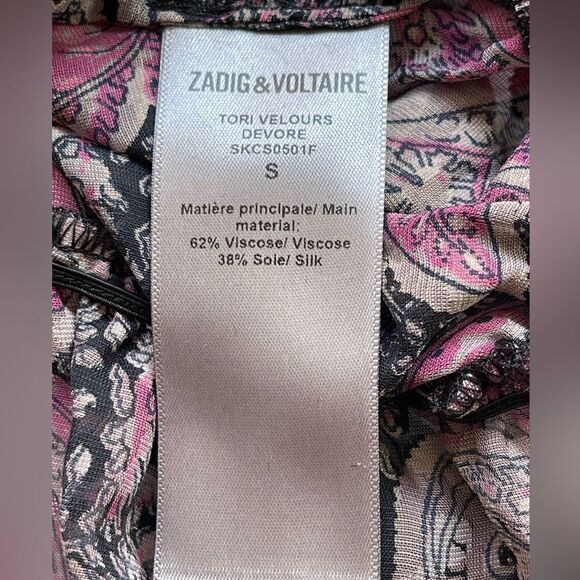 ZADIG&VOLTAIRE
TORI VELOURS
DEVORE
SKCS0501F
S
Matière principale/ Main
material:
62% Viscose/ Viscose
38% Soie/ Silk